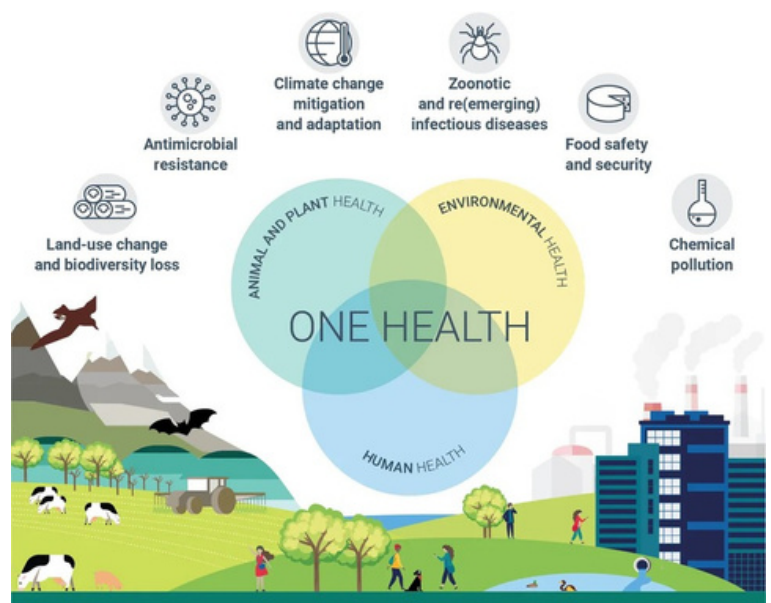 Climate change
mitigation
and adaptation
Zoonotic
and re(emerging)
infectious diseases
Antimicrobial
resistance
Food safety
and security
Land-use change
and biodiversity loss
Chemical
pollution
ANIMAL AND PLANT HEALTH
ENVIRONMENTAL HEALTH
ONE HEALTH
HUMAN HEALTH